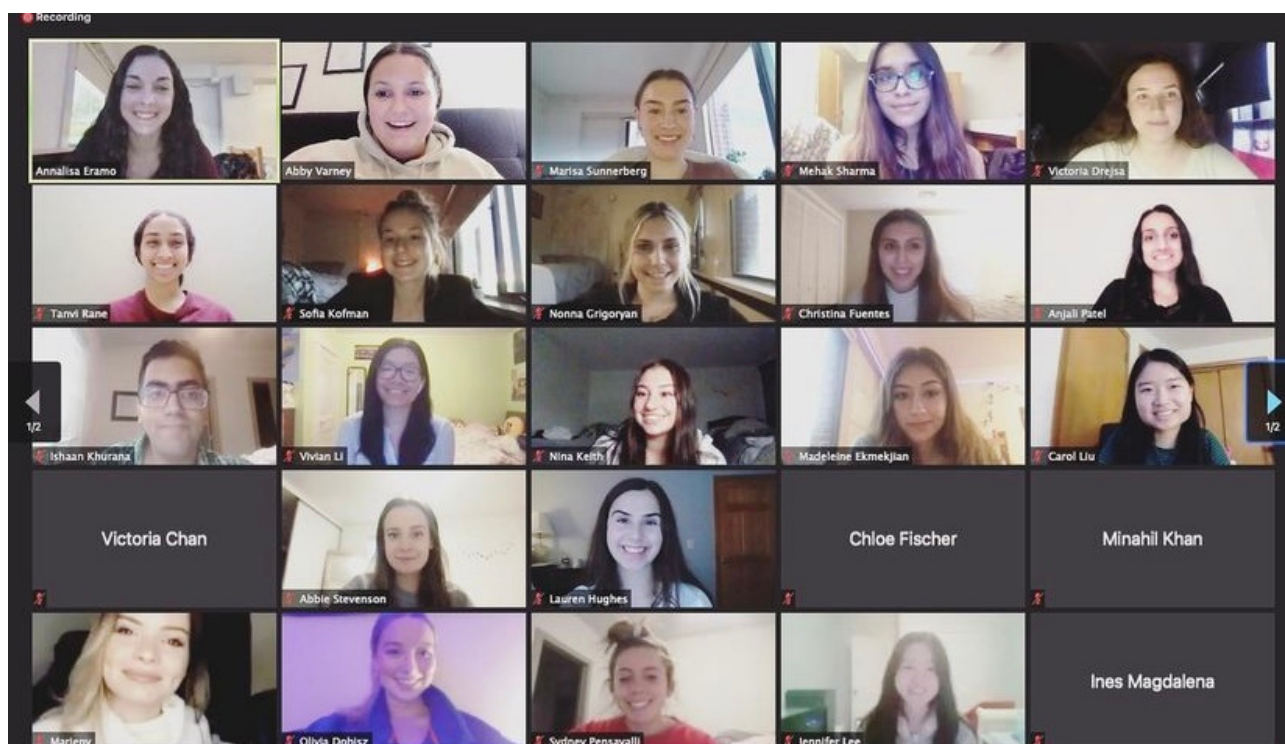 Recording
Annalisa Eramo
Abby Varney
Marisa Sunnerberg
Mehak Sharma
Victoria Drejsa
Tanvi Rane
Sofia Kofman
Nonna Grigoryan
Christina Fuentes
Anjali Patel
1/2
1/2
Ishaan Khurana
Vivian Li
Nina Keith
Madeleine Ekmekjian
Carol Liu
Victoria Chan
Abbie Stevenson
Lauren Hughes
Chloe Fischer
Minahil Khan
Marieny
Olivia Dobisz
Sydney Pensavalli
Jennifer Lee
Ines Magdalena